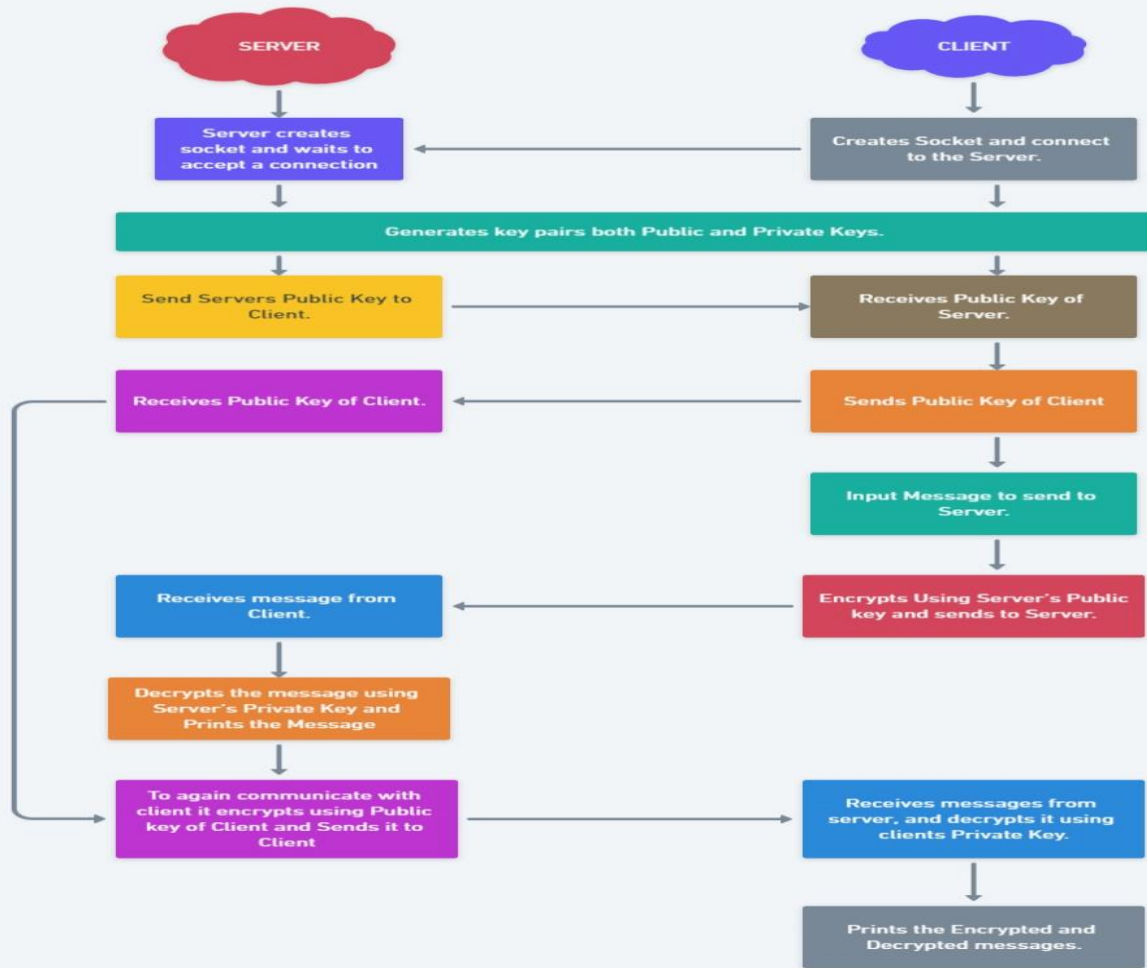 SERVER
CLIENT
Server creates
socket and waits to
accept a connection
Creates Socket and connect
to the Server.
Generates key pairs both Public and Private Keys.
Send Servers Public Key to
Client.
Receives Public Key of
Server.
Receives Public Key of Client.
Sends Public Key of Client
Input Message to send to
Server.
Receives message from
Client.
Encrypts Using Server's Public
key and sends to Server.
Decrypts the message using
Server's Private Key and
Prints the Message
To again communicate with
client it encrypts using Public
key of Client and Sends it to
Client
Receives messages from
server, and decrypts it using
clients Private Key.
Prints the Encrypted and
Decrypted messages.